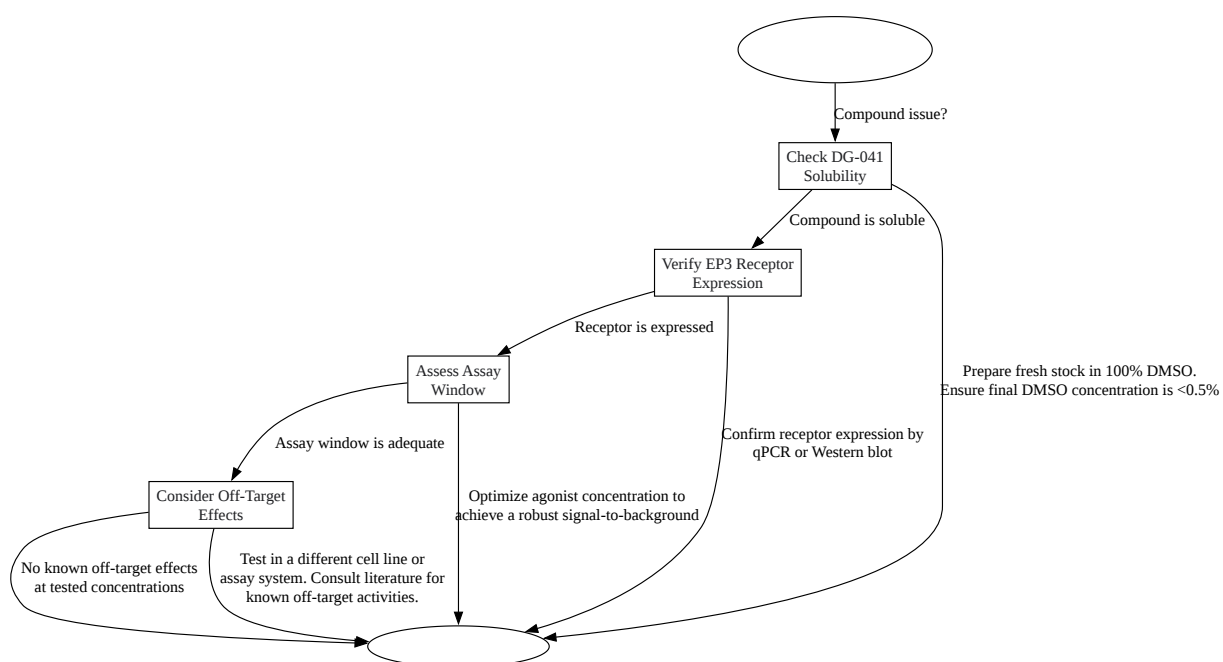 Compound issue?
Check DG-041
Solubility
Compound is soluble
Verify EP3 Receptor
Expression
Receptor is expressed
Assess Assay
Window
Prepare fresh stock in 100% DMSO.
Ensure final DMSO concentration is <0.5%
Assay window is adequate
Confirm receptor expression by
qPCR or Western blot
Consider Off-Target
Effects
Optimize agonist concentration to
achieve a robust signal-to-background
No known off-target effects
at tested concentrations
Test in a different cell line or
assay system. Consult literature for
known off-target activities.